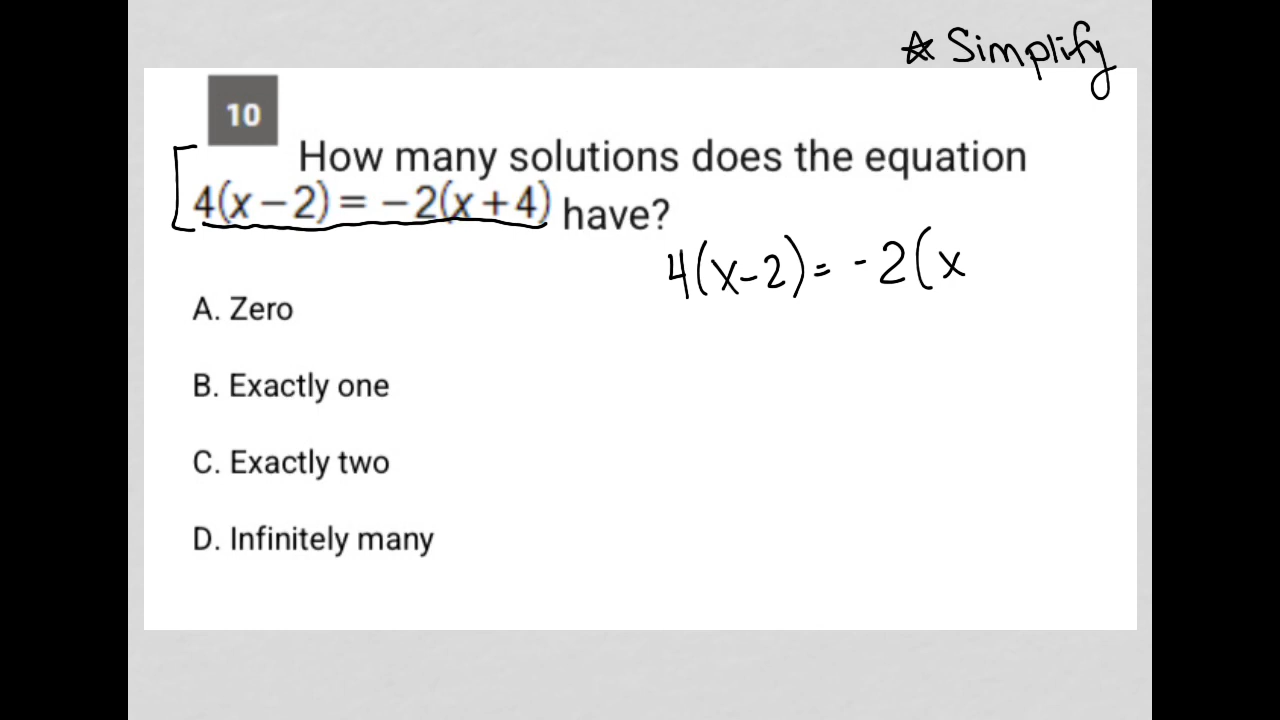 ☆ Simplify
10
How many solutions does the equation
4(x−2)=−2(x+4) have?
4(x-2)= -2(x
A. Zero
B. Exactly one
C. Exactly two
D. Infinitely many